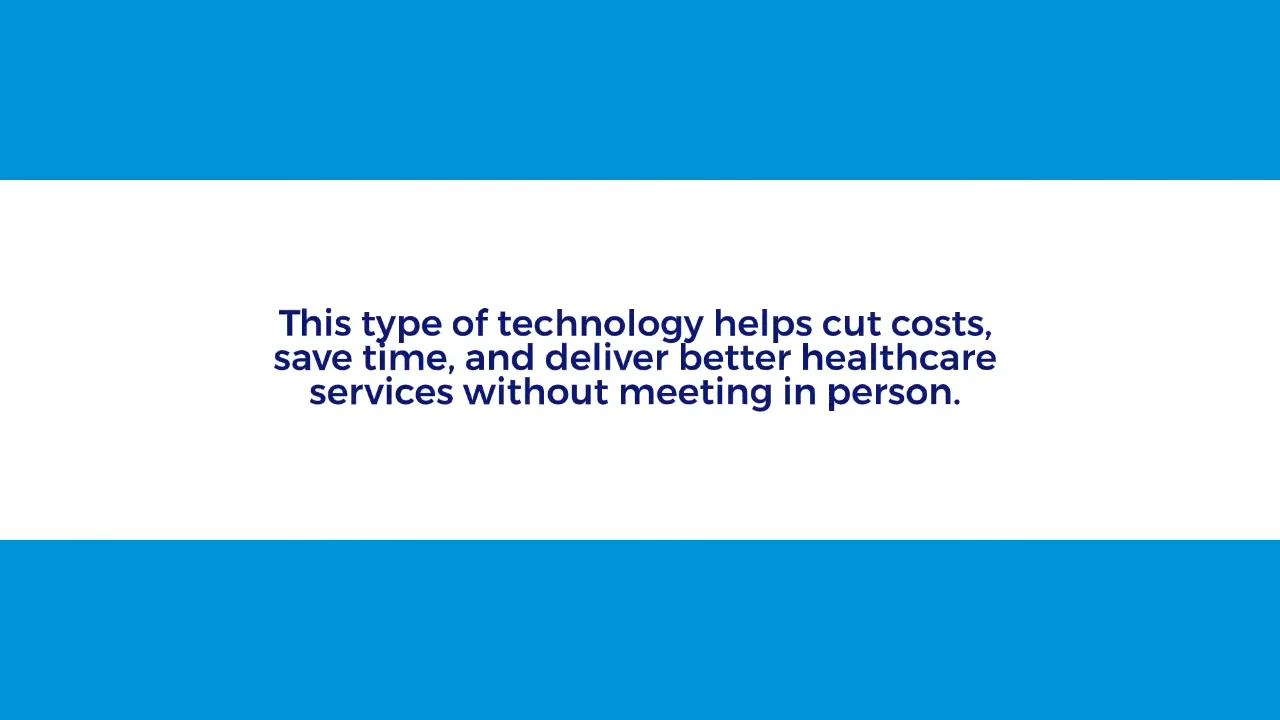 This type of technology helps cut costs,
save time, and deliver better healthcare
services without meeting in person.